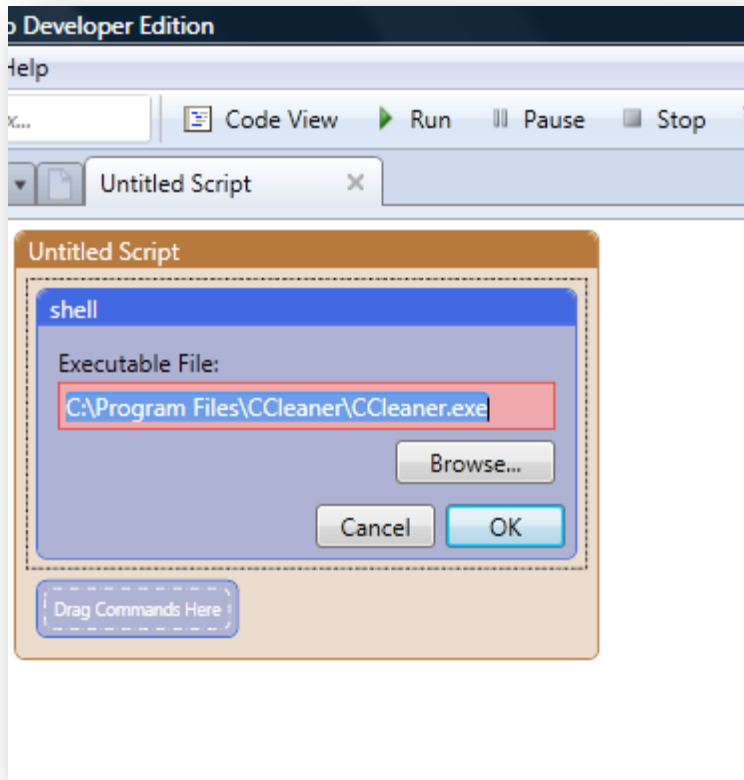 Developer Edition
Help
x...
Code View Run Pause Stop
Untitled Script
Untitled Script
shell
Executable File:
C:\Program Files\CCleaner\CCleaner.exe
Browse...
Cancel OK
Drag Commands Here